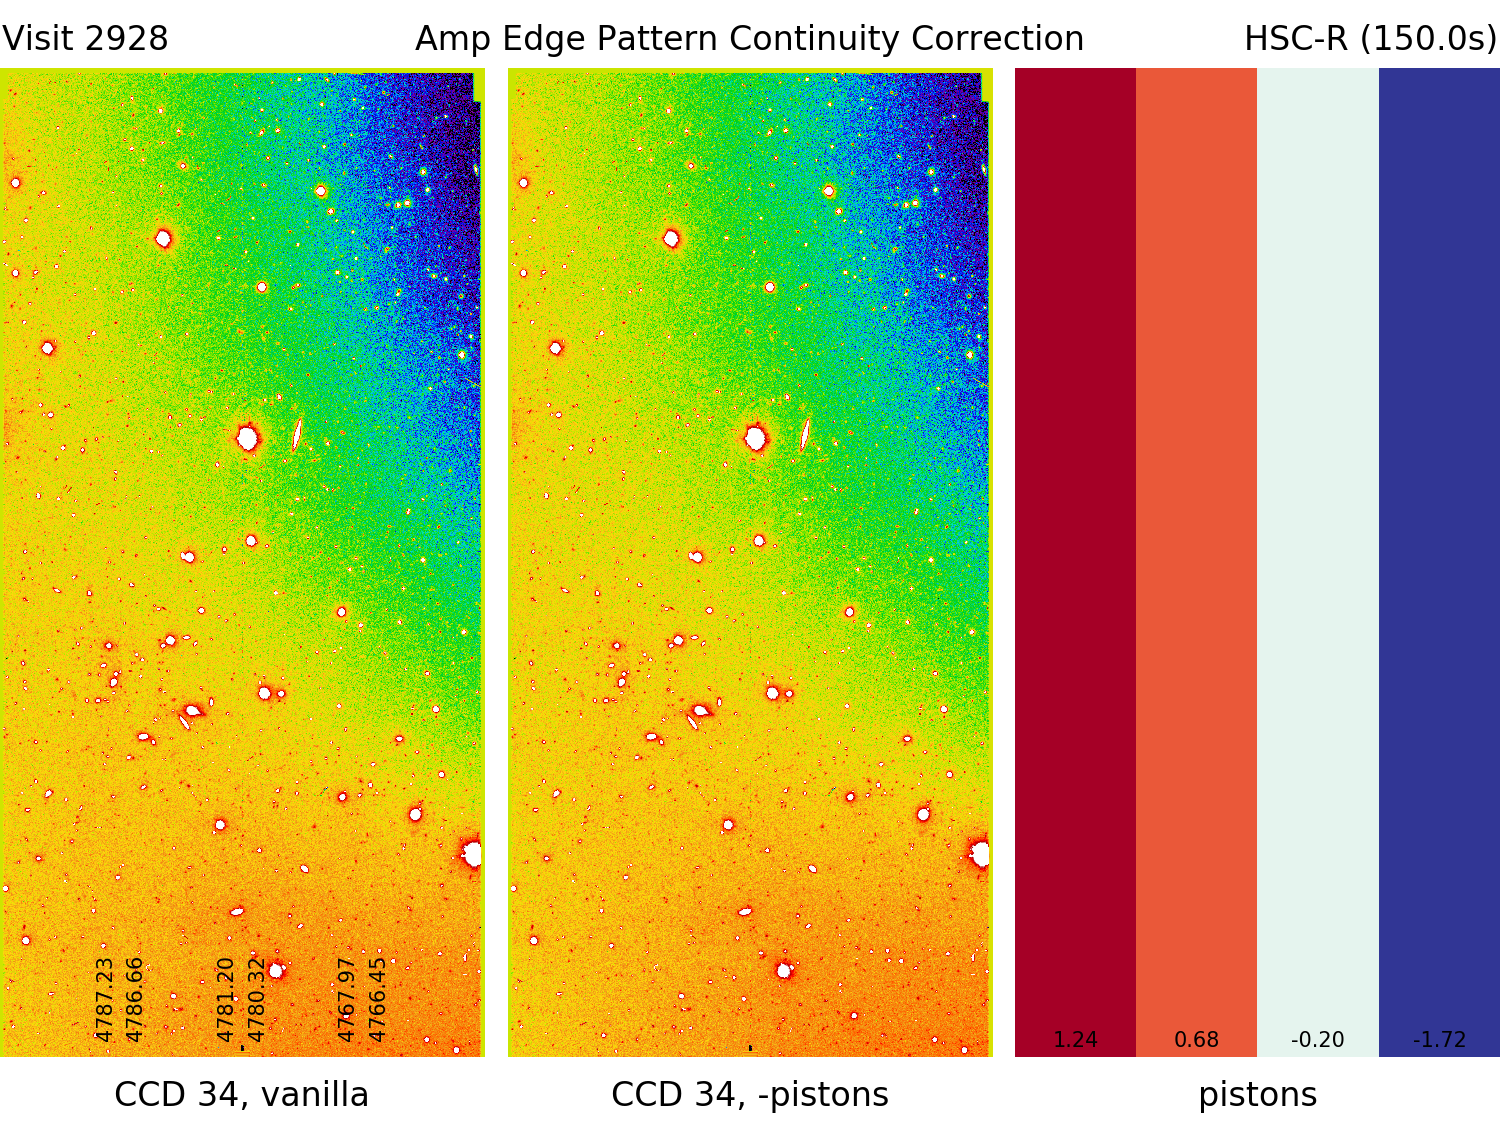 Visit 2928
Amp Edge Pattern Continuity Correction
HSC-R (150.0s)
4787.23
4786.66
4781.20
4780.32
4767.97
4766.45
1.24
0.68
-0.20
-1.72
CCD 34, vanilla
CCD 34, -pistons
pistons